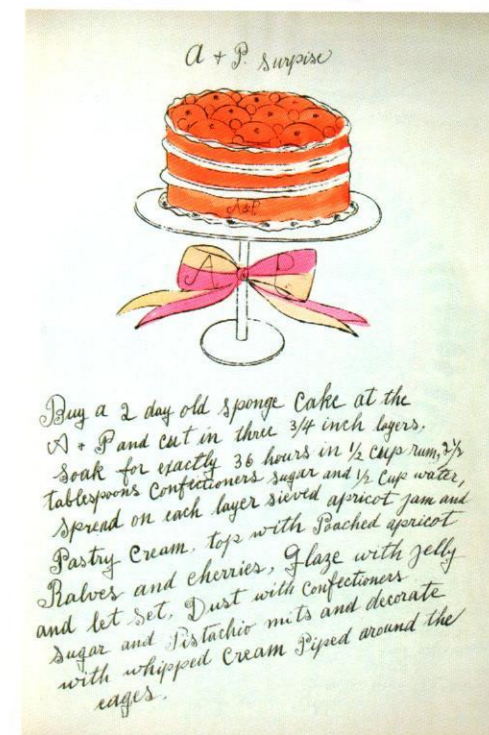 A + P. Surpise
A&P
A P
Buy a 2 day old sponge cake at the
A + P and cut in three 3/4 inch layers.
Soak for exactly 36 hours in 1/2 cup rum, 2 1/2
tablespoons Confectioners sugar and 1/2 Cup water,
Spread on each layer sieved apricot jam and
Pastry Cream. top with Poached apricot
Halves and cherries, Glaze with jelly
and let set, Dust with Confectioners
sugar and Pistachio nuts and decorate
with whipped Cream Piped around the
edges.